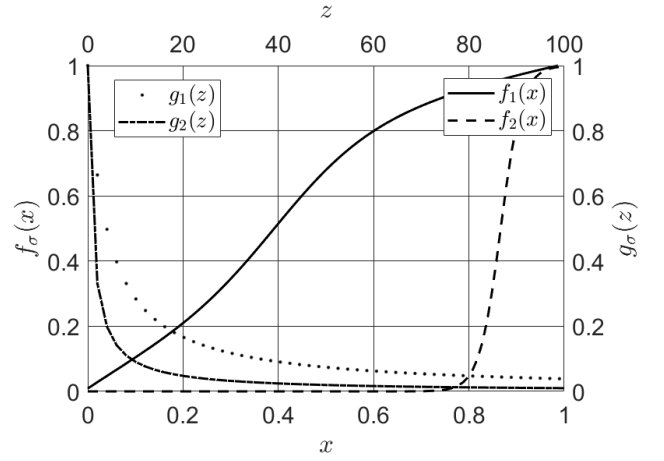 z
0 20 40 60 80 100
g₁(z)
g₂(z)
f₁(x)
f₂(x)
1 1
0.8 0.8
0.6 0.6
0.4 0.4
0.2 0.2
0 0
fσ(x)
gσ(z)
0 0.2 0.4 0.6 0.8 1
x